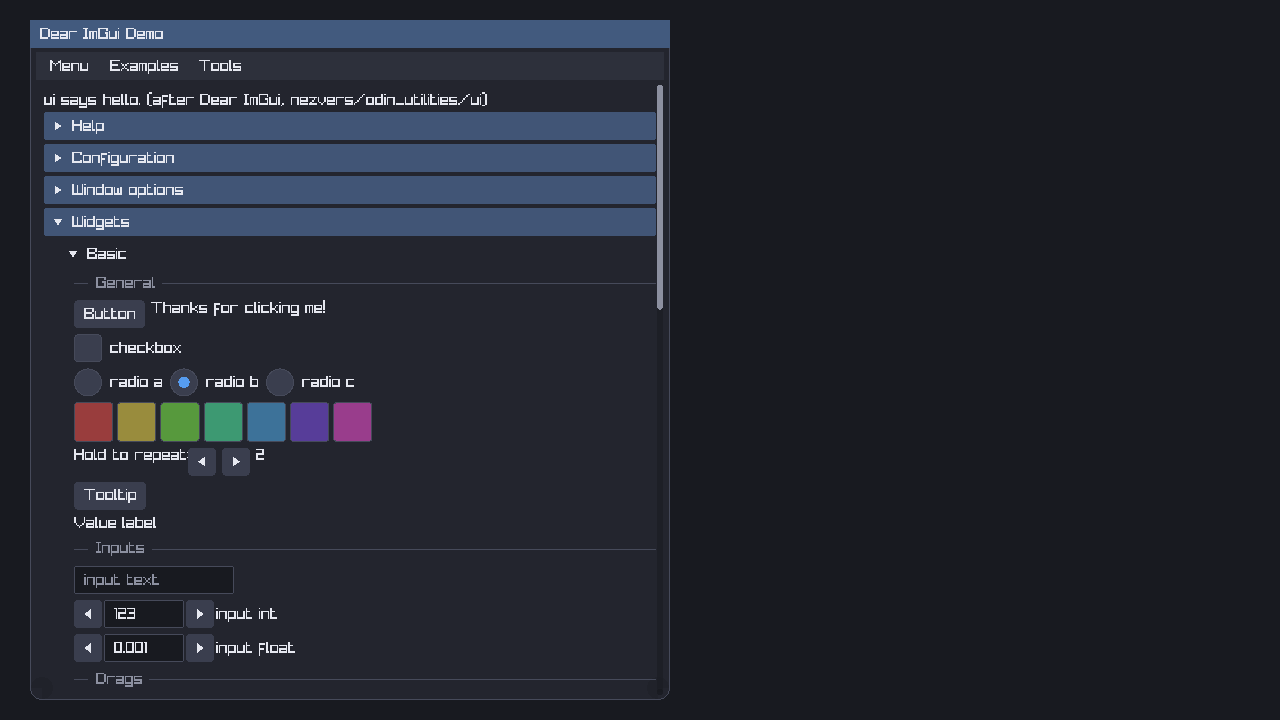 Dear ImGui Demo
Menu Examples Tools
ui says hello. (after Dear ImGui, nezvers/odin_utilities/ui)
Help
Configuration
Window options
Widgets
Basic
General
Button Thanks for clicking me!
checkbox
radio a radio b radio c
Hold to repeat: 2
Tooltip
Value label
Inputs
input text
123 input int
0.001 input float
Drags